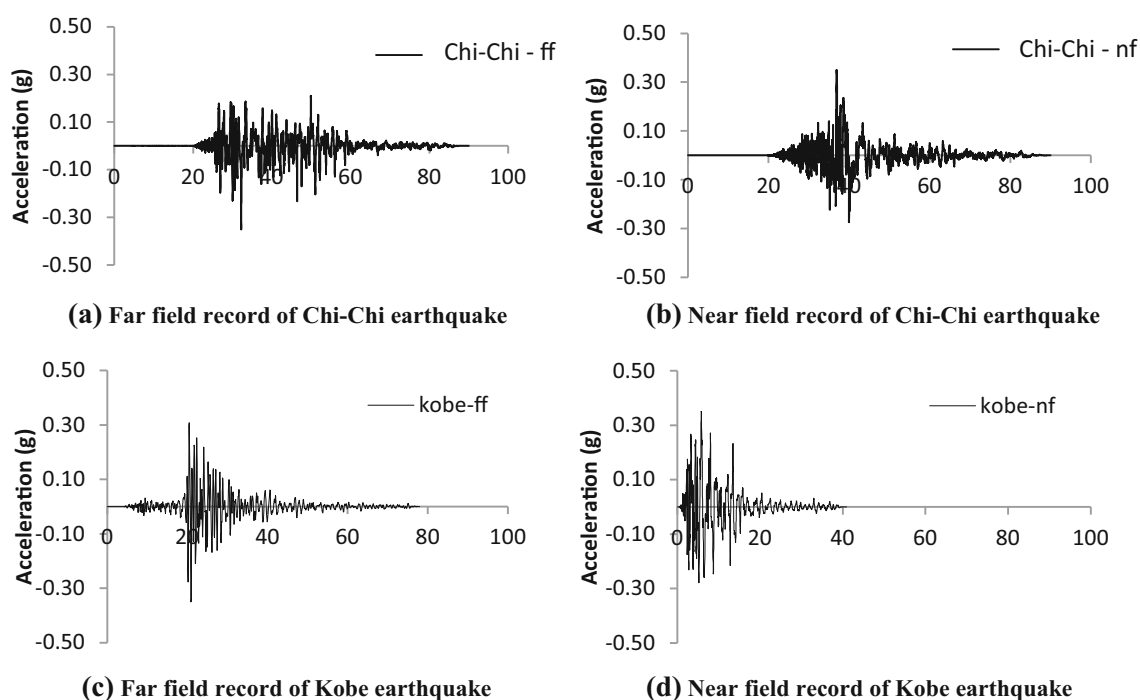 0.50
Chi-Chi - ff
0.30
0.10
-0.10
-0.30
-0.50
0 20 40 60 80 100
Acceleration (g)
(a) Far field record of Chi-Chi earthquake
0.50
Chi-Chi - nf
0.30
0.10
-0.10
-0.30
-0.50
0 20 40 60 80 100
Acceleration (g)
(b) Near field record of Chi-Chi earthquake
0.50
kobe-ff
0.30
0.10
-0.10
-0.30
-0.50
0 20 40 60 80 100
Acceleration (g)
(c) Far field record of Kobe earthquake
0.50
kobe-nf
0.30
0.10
-0.10
-0.30
-0.50
0 20 40 60 80 100
Acceleration (g)
(d) Near field record of Kobe earthquake